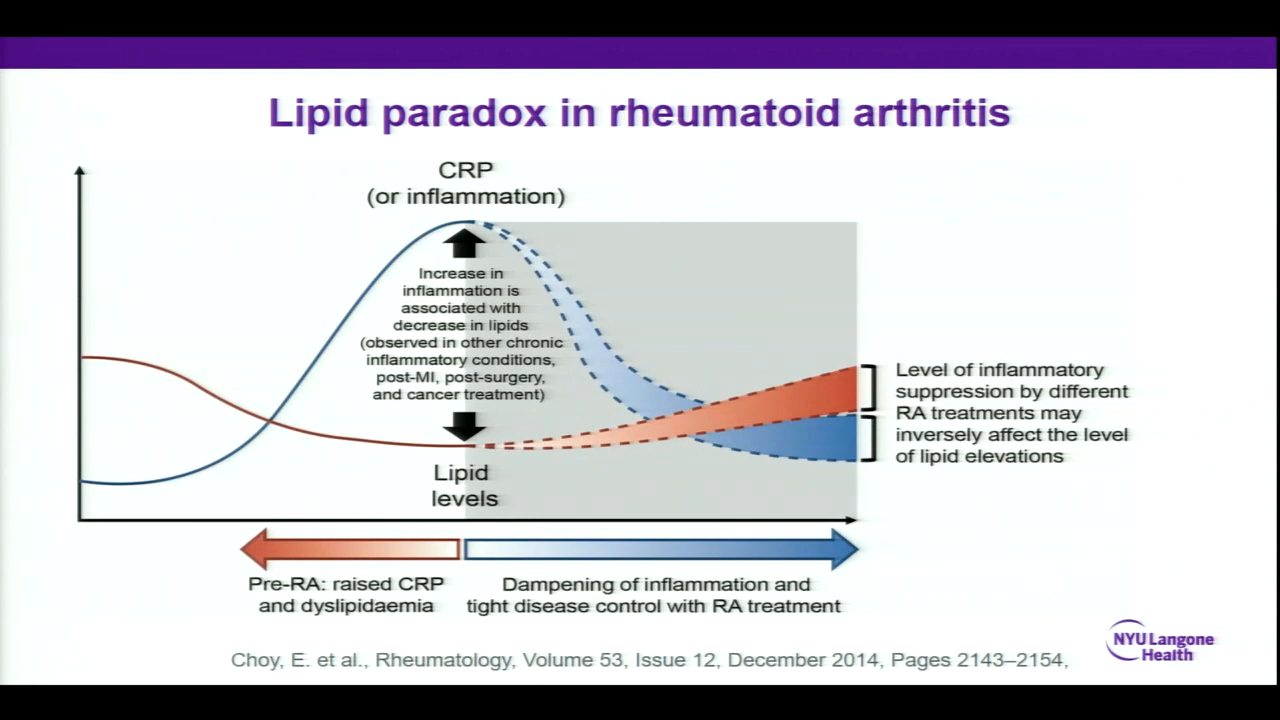 Lipid paradox in rheumatoid arthritis
CRP
(or inflammation)
Increase in
inflammation is
associated with
decrease in lipids
(observed in other chronic
inflammatory conditions,
post-MI, post-surgery,
and cancer treatment)
Lipid
levels
Level of inflammatory
suppression by different
RA treatments may
inversely affect the level
of lipid elevations
Pre-RA: raised CRP
and dyslipidaemia
Dampening of inflammation and
tight disease control with RA treatment
Choy, E. et al., Rheumatology, Volume 53, Issue 12, December 2014, Pages 2143–2154,
NYU Langone
Health